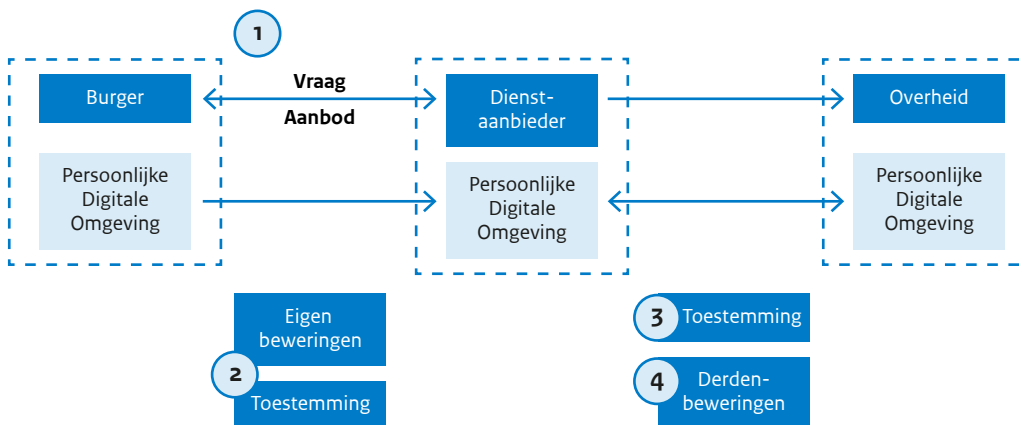 1
Burger
Vraag
Aanbod
Dienst-
aanbieder
Overheid
Persoonlijke
Digitale
Omgeving
Persoonlijke
Digitale
Omgeving
Persoonlijke
Digitale
Omgeving
Eigen
beweringen
2
Toestemming
3 Toestemming
4 Derden-
beweringen